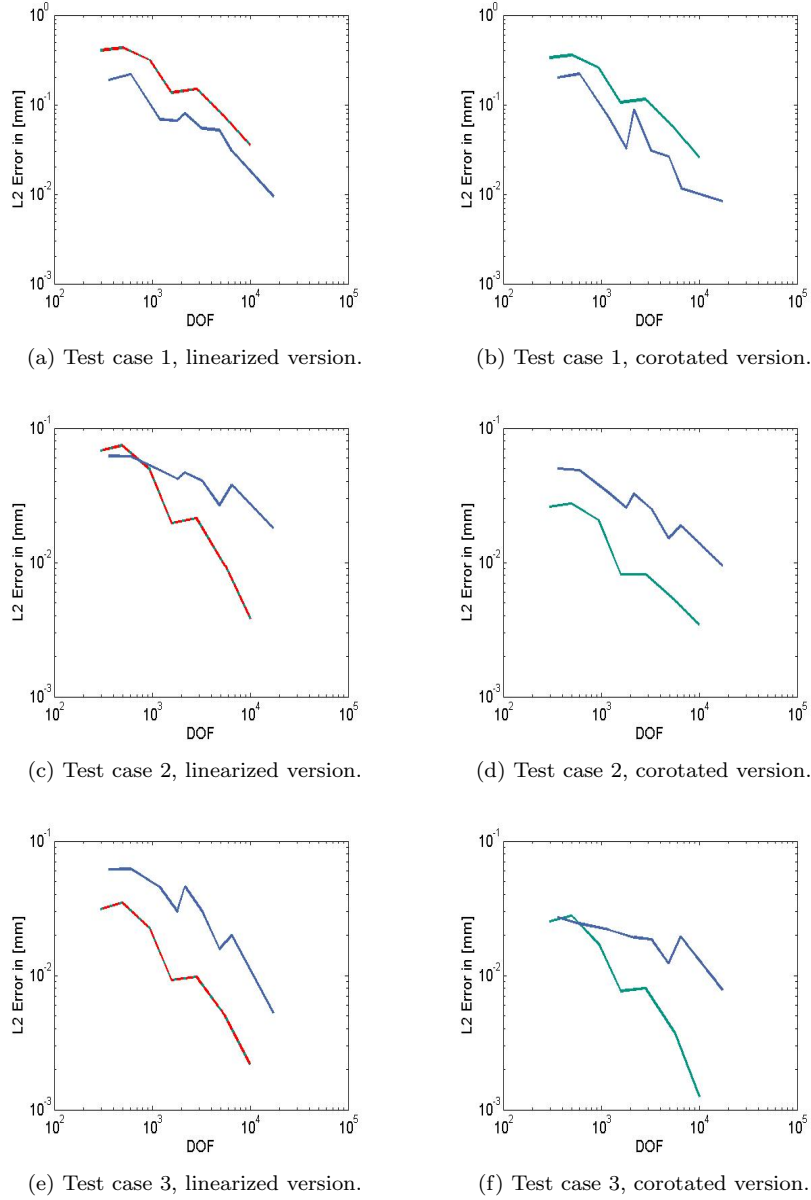 10^0
10^-1
10^-2
10^-3
L2 Error in [mm]
10^2 10^3 10^4 10^5
DOF
(a) Test case 1, linearized version.
10^0
10^-1
10^-2
10^-3
L2 Error in [mm]
10^2 10^3 10^4 10^5
DOF
(b) Test case 1, corotated version.
10^-1
10^-2
10^-3
L2 Error in [mm]
10^2 10^3 10^4 10^5
DOF
(c) Test case 2, linearized version.
10^-1
10^-2
10^-3
L2 Error in [mm]
10^2 10^3 10^4 10^5
DOF
(d) Test case 2, corotated version.
10^-1
10^-2
10^-3
L2 Error in [mm]
10^2 10^3 10^4 10^5
DOF
(e) Test case 3, linearized version.
10^-1
10^-2
10^-3
L2 Error in [mm]
10^2 10^3 10^4 10^5
DOF
(f) Test case 3, corotated version.